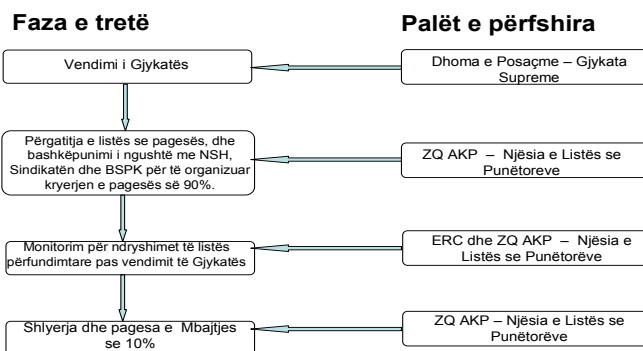 Faza e tretë
Palët e përfshira
Vendimi i Gjykatës
Dhoma e Posaçme – Gjykata
Supreme
Përgatitja e listës se pagesës, dhe
bashkëpunimi i ngushtë me NSH,
Sindikatën dhe BSPK për të organizuar
kryerjen e pagesës së 90%.
ZQ AKP – Njësia e Listës se
Punëtoreve
Monitorim për ndryshimet të listës
përfundimtare pas vendimit të Gjykatës
ERC dhe ZQ AKP – Njësia e
Listës se Punëtorëve
Shlyerja dhe pagesa e Mbajtjes
se 10%
ZQ AKP – Njësia e Listës se
Punëtorëve